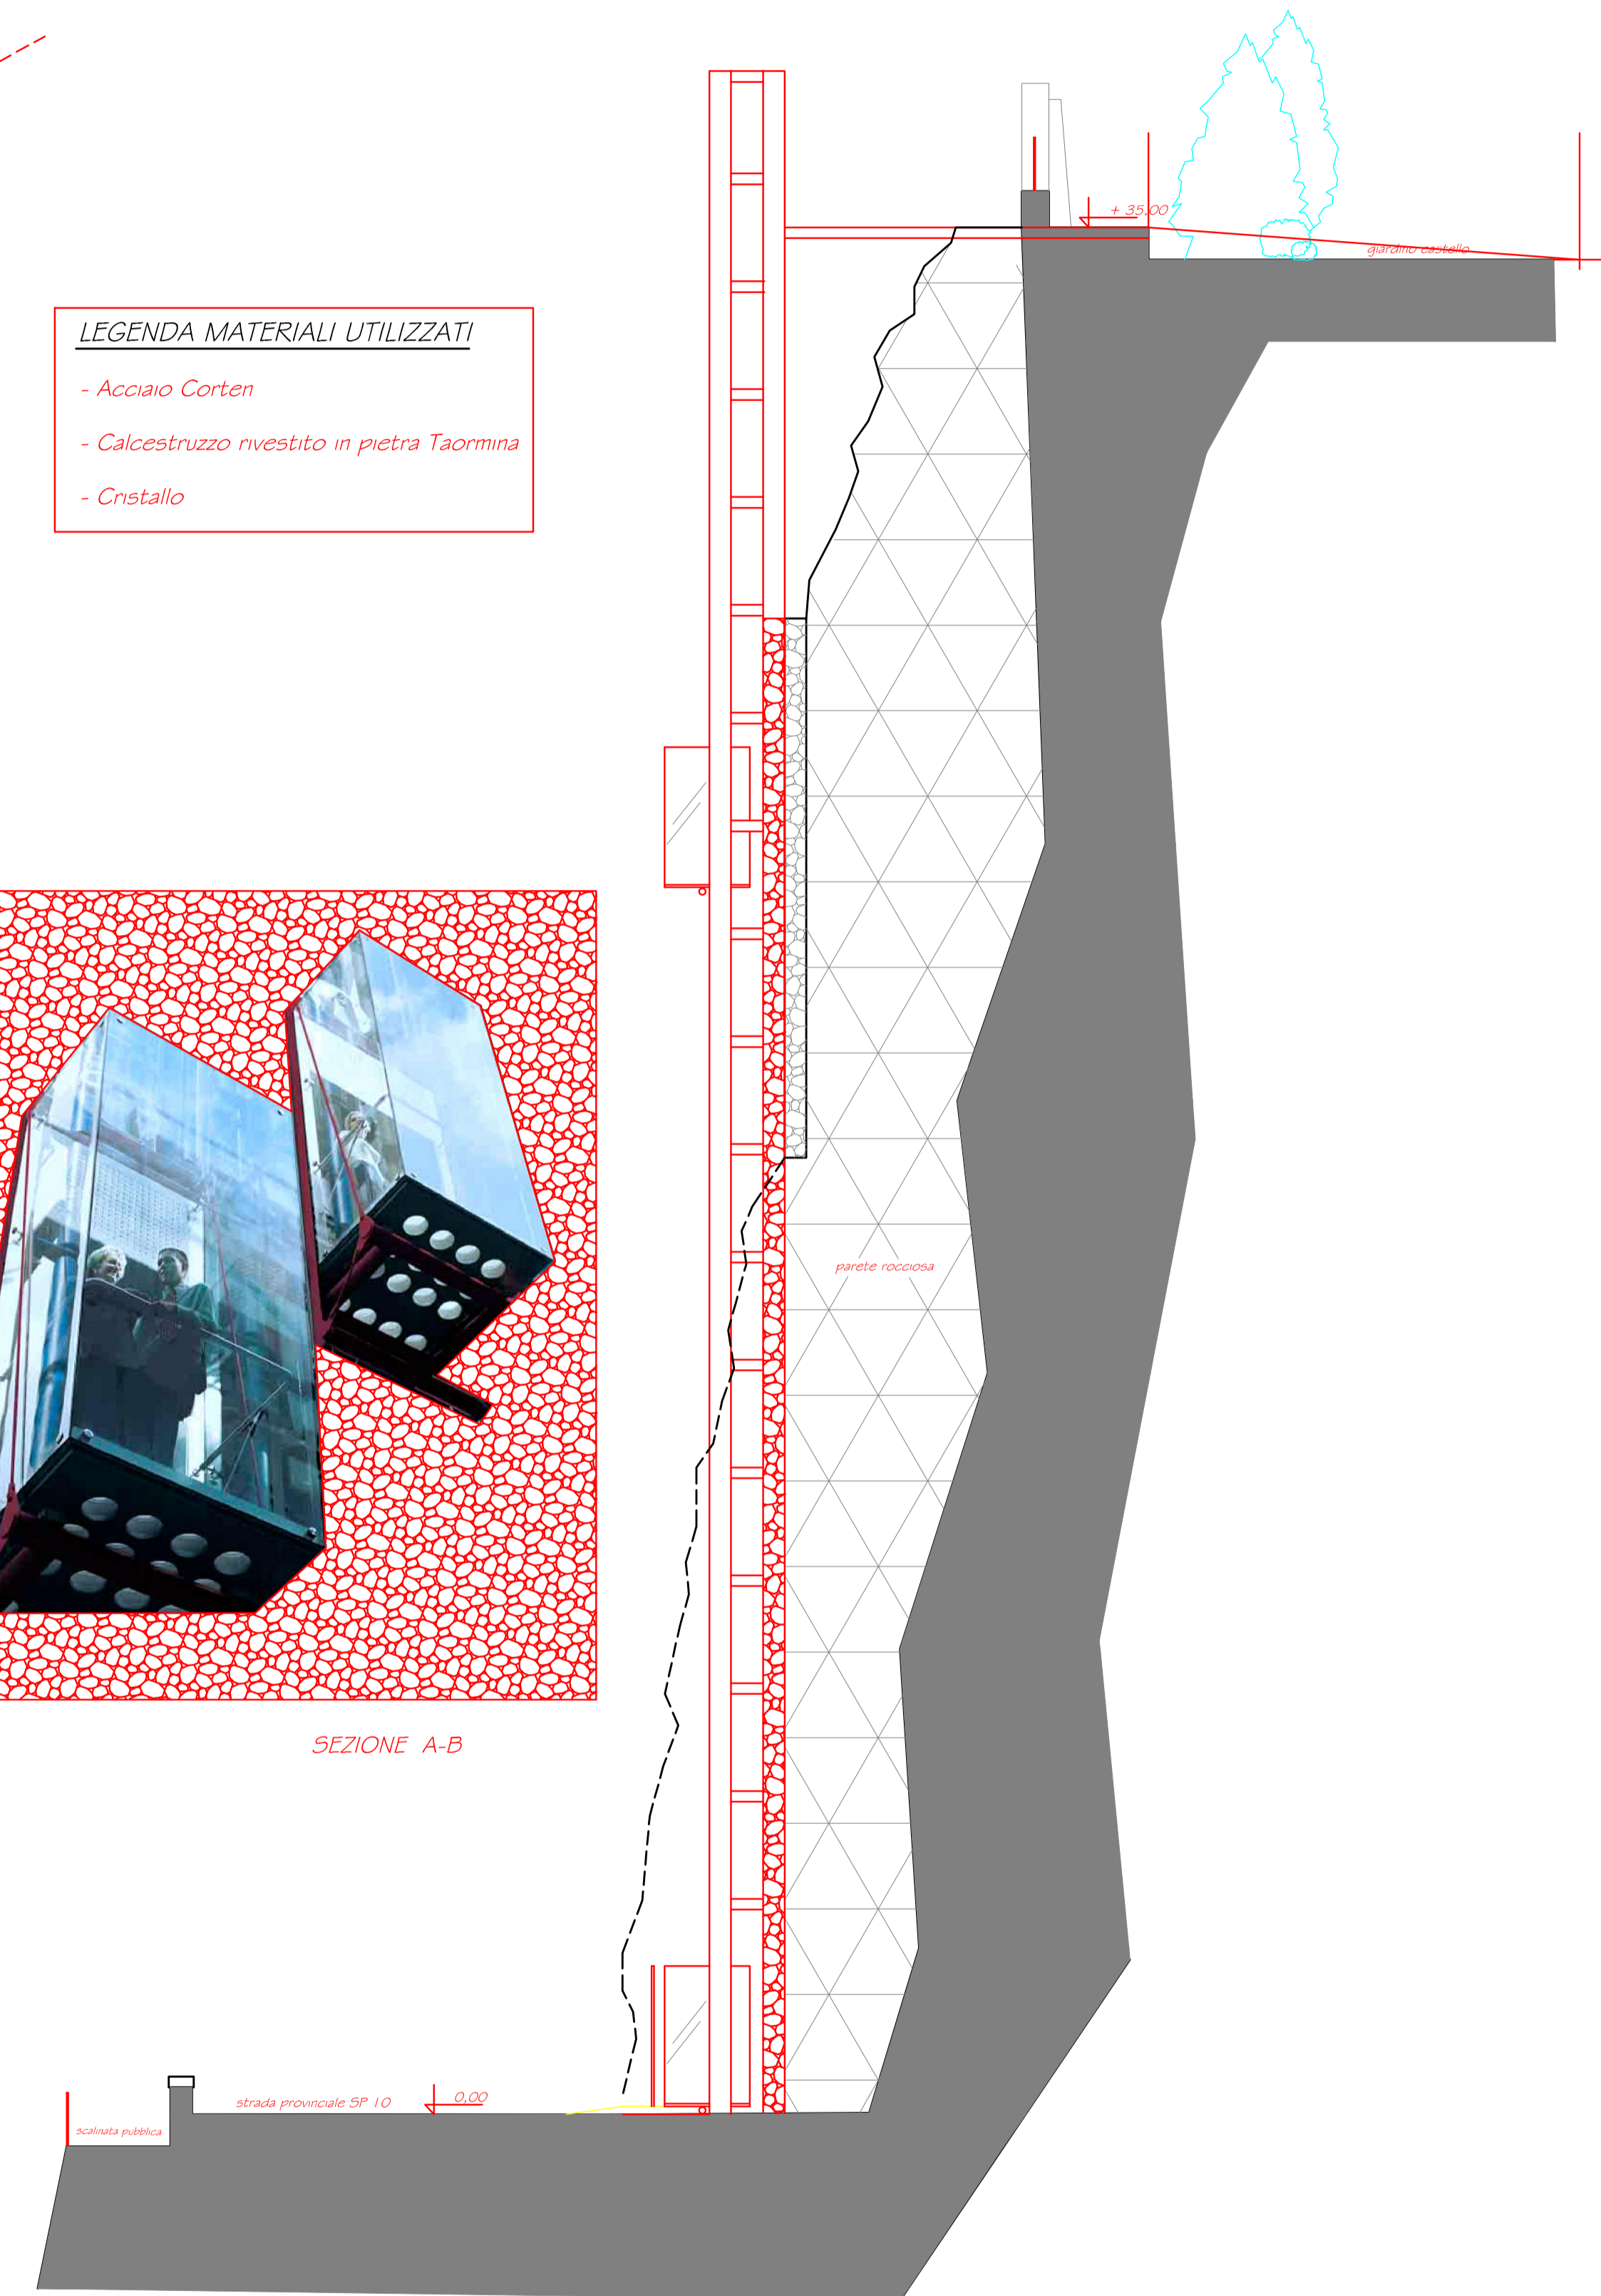 + 35,00
giardino castello
LEGENDA MATERIALI UTILIZZATI
- Acciaio Corten
- Calcestruzzo rivestito in pietra Taormina
- Cristallo
parete rocciosa
SEZIONE A-B
strada provinciale SP 10
0,00
scalinata pubblica